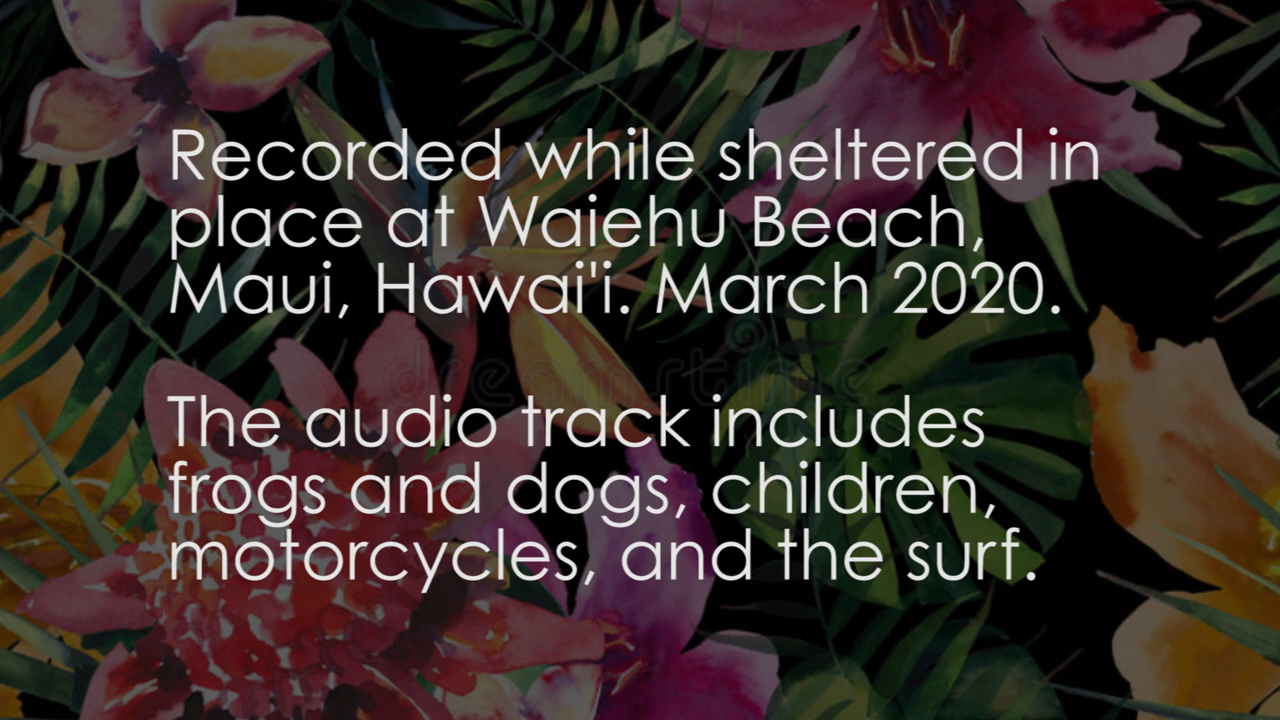 Recorded while sheltered in
place at Waiehu Beach,
Maui, Hawai'i. March 2020.
dreamstime
The audio track includes
frogs and dogs, children,
motorcycles, and the surf.